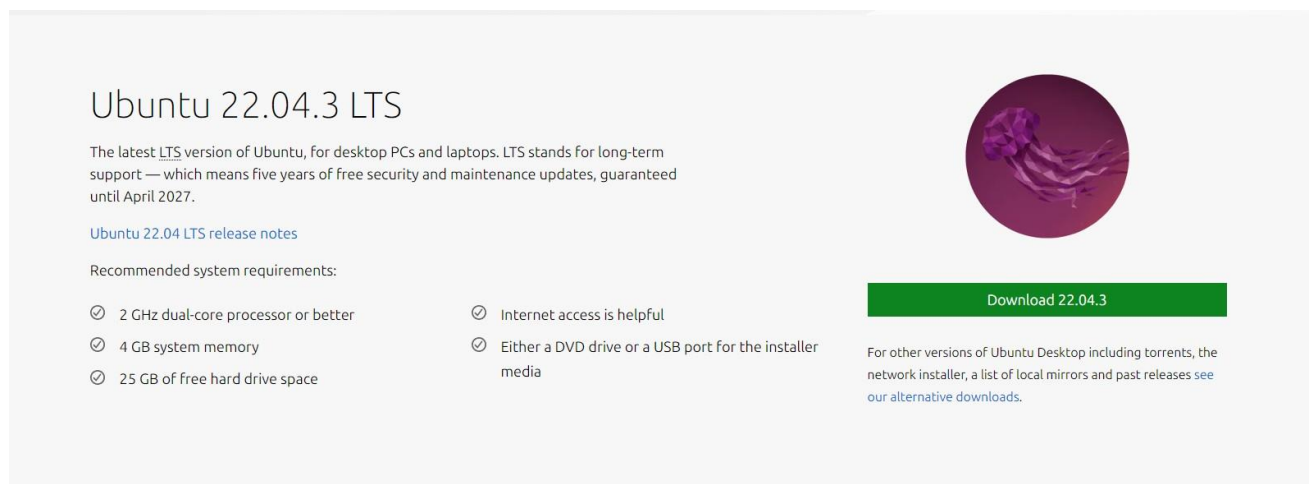 Ubuntu 22.04.3 LTS
The latest LTS version of Ubuntu, for desktop PCs and laptops. LTS stands for long-term
support — which means five years of free security and maintenance updates, guaranteed
until April 2027.
Ubuntu 22.04 LTS release notes
Recommended system requirements:
2 GHz dual-core processor or better
4 GB system memory
25 GB of free hard drive space
Internet access is helpful
Either a DVD drive or a USB port for the installer
media
Download 22.04.3
For other versions of Ubuntu Desktop including torrents, the
network installer, a list of local mirrors and past releases see
our alternative downloads.